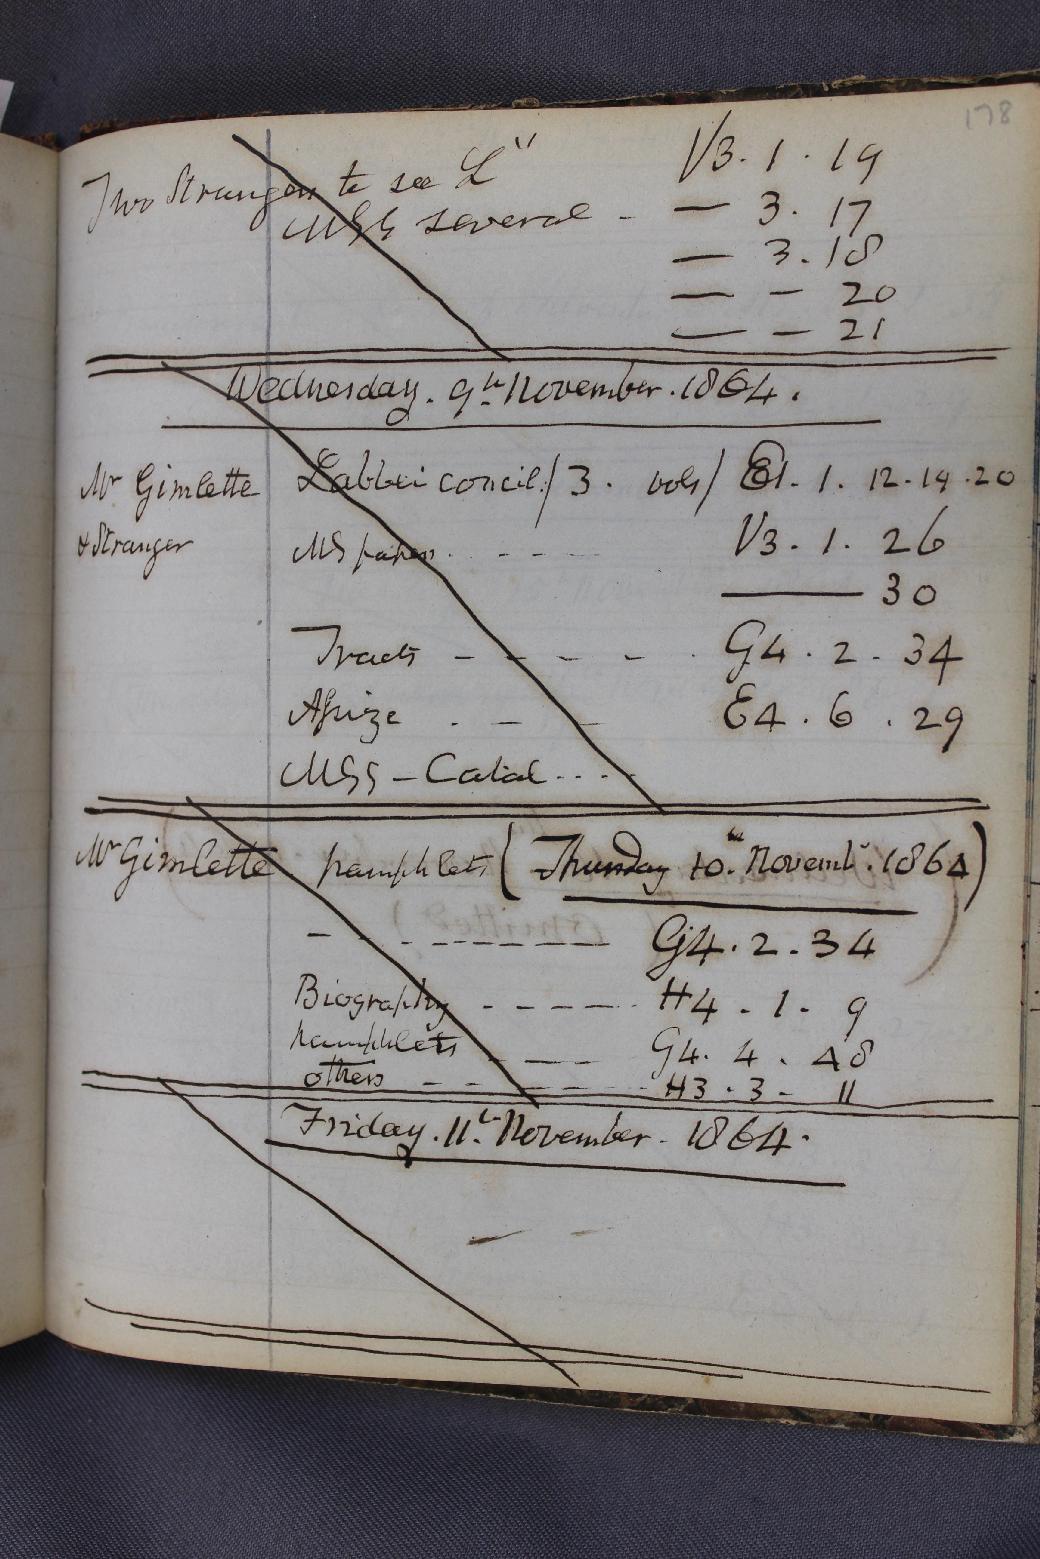 178
Two Strangers to see L"
MSS several - V3. 1. 19
— 3. 17
— 3. 18
— - 20
— - 21
Wednesday. 9th November. 1864.
Mr Gimlette Labbei concil. / 3. vols / E1. 1. 12. 14. 20
& Stranger MS papers . - - - - V3. 1. 26
—— 30
Tracts - - - - . G4. 2. 34
Assize . - - - E4. 6. 29
MSS - Catal. . . .
Mr Gimlette pamphlets ( Thursday 10th Novembr. 1864 )
- - - - - - - G4. 2. 34
Biography - - - - - H4. 1. 9
pamphlets - - - G4. 4. 48
others - - - - - H3. 3. 11
Friday. 11th November. 1864.